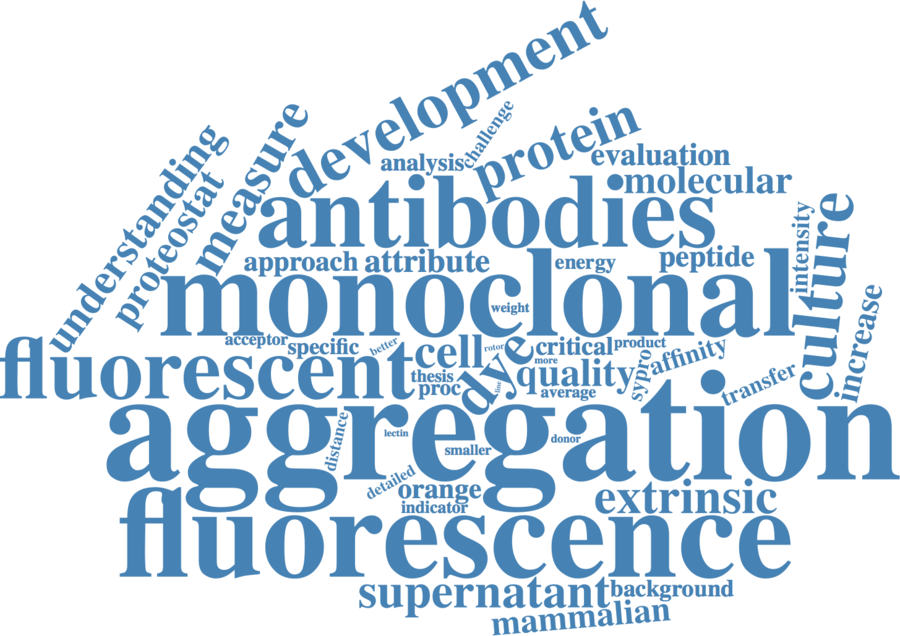 development
challenge
measure
protein
understanding
analysis
evaluation
proteostat
molecular
antibodies
culture
intensity
approach
attribute
energy
peptide
monoclonal
increase
weight
acceptor
specific
better
cell
rotor
dye
critical
product
fluorescent
more
affinity
thesis
proc
quality
sypro
average
line
transfer
aggregation
distance
lectin
smaller
donor
detailed
orange
extrinsic
indicator
fluorescence
supernatant
background
mammalian